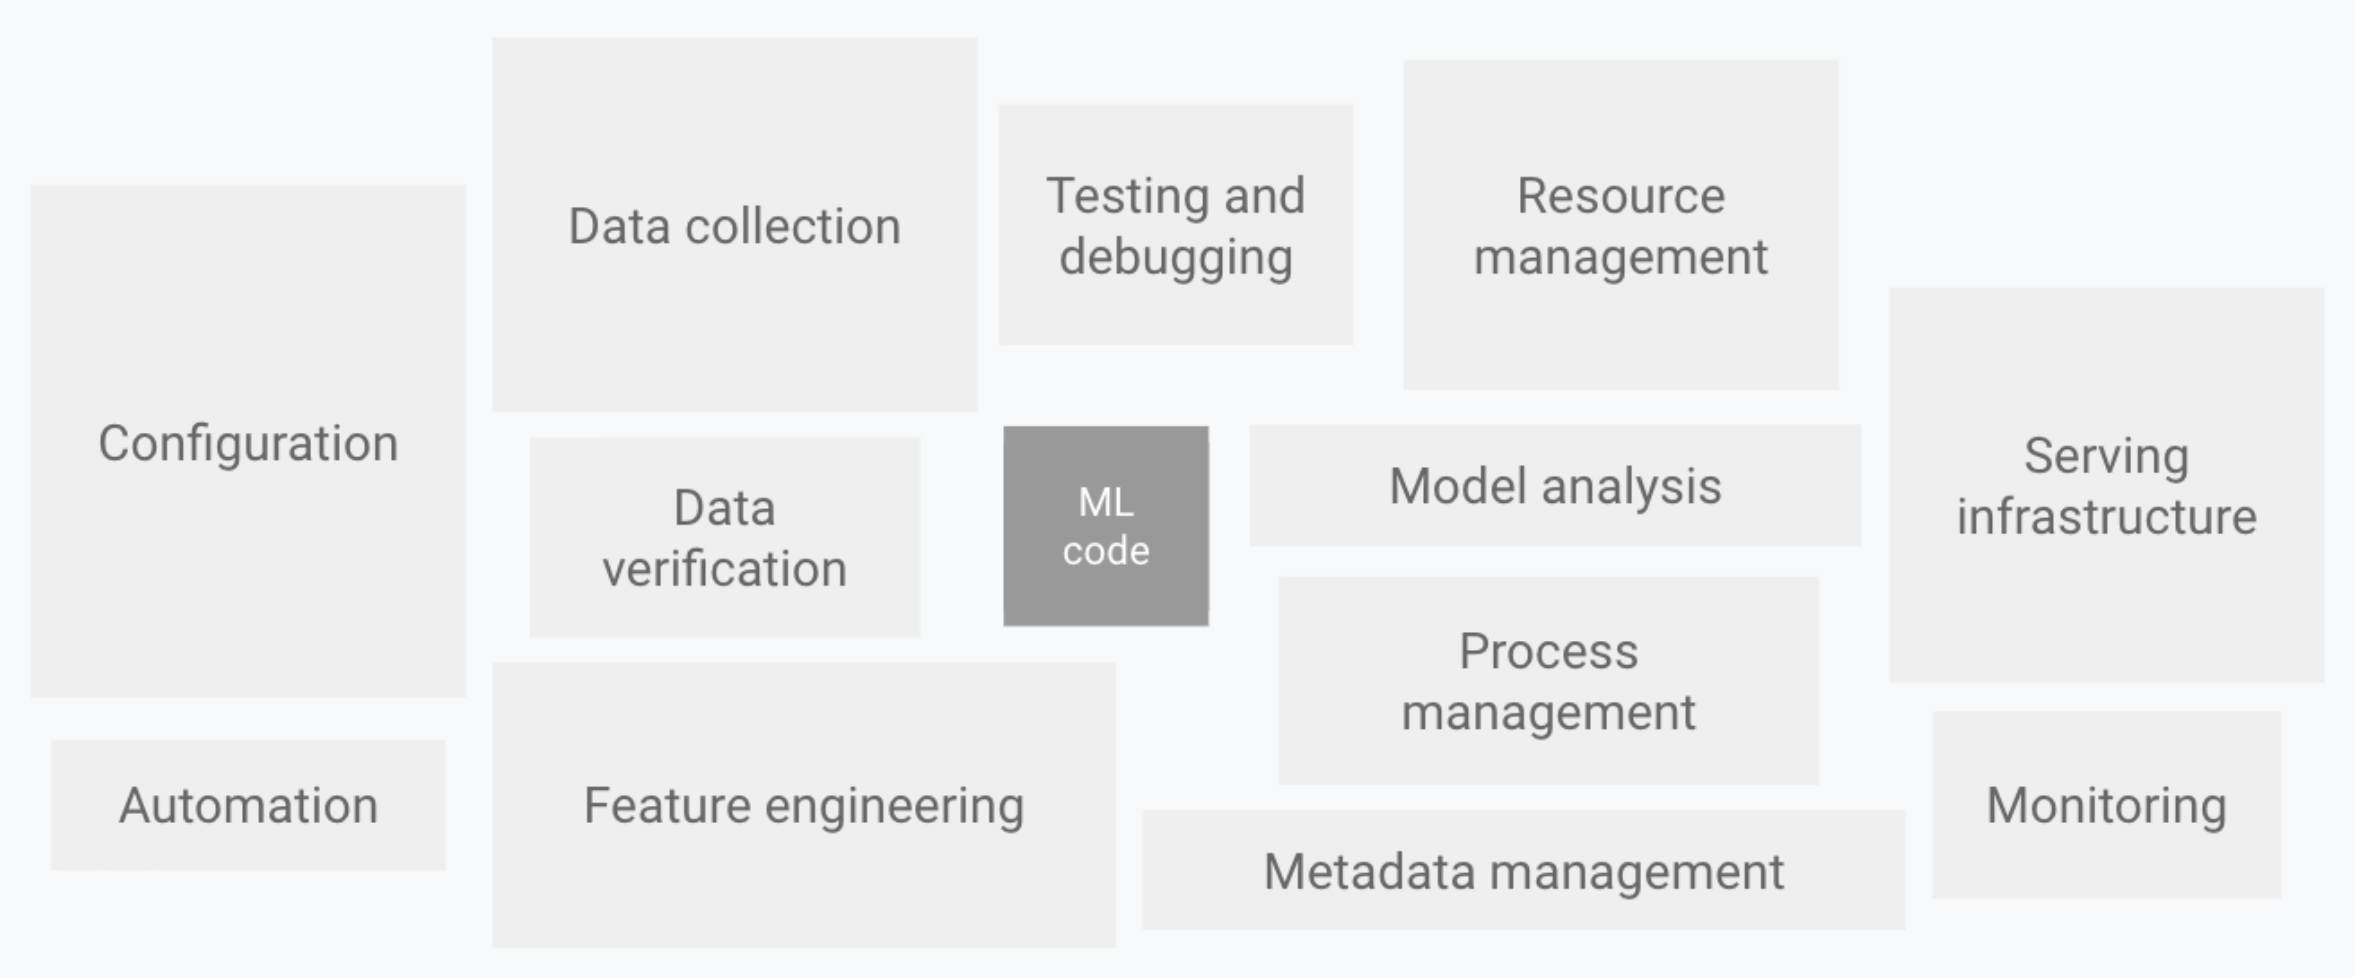 Configuration
Automation
Data collection
Data
verification
Feature engineering
Testing and
debugging
ML
code
Resource
management
Model analysis
Process
management
Metadata management
Serving
infrastructure
Monitoring